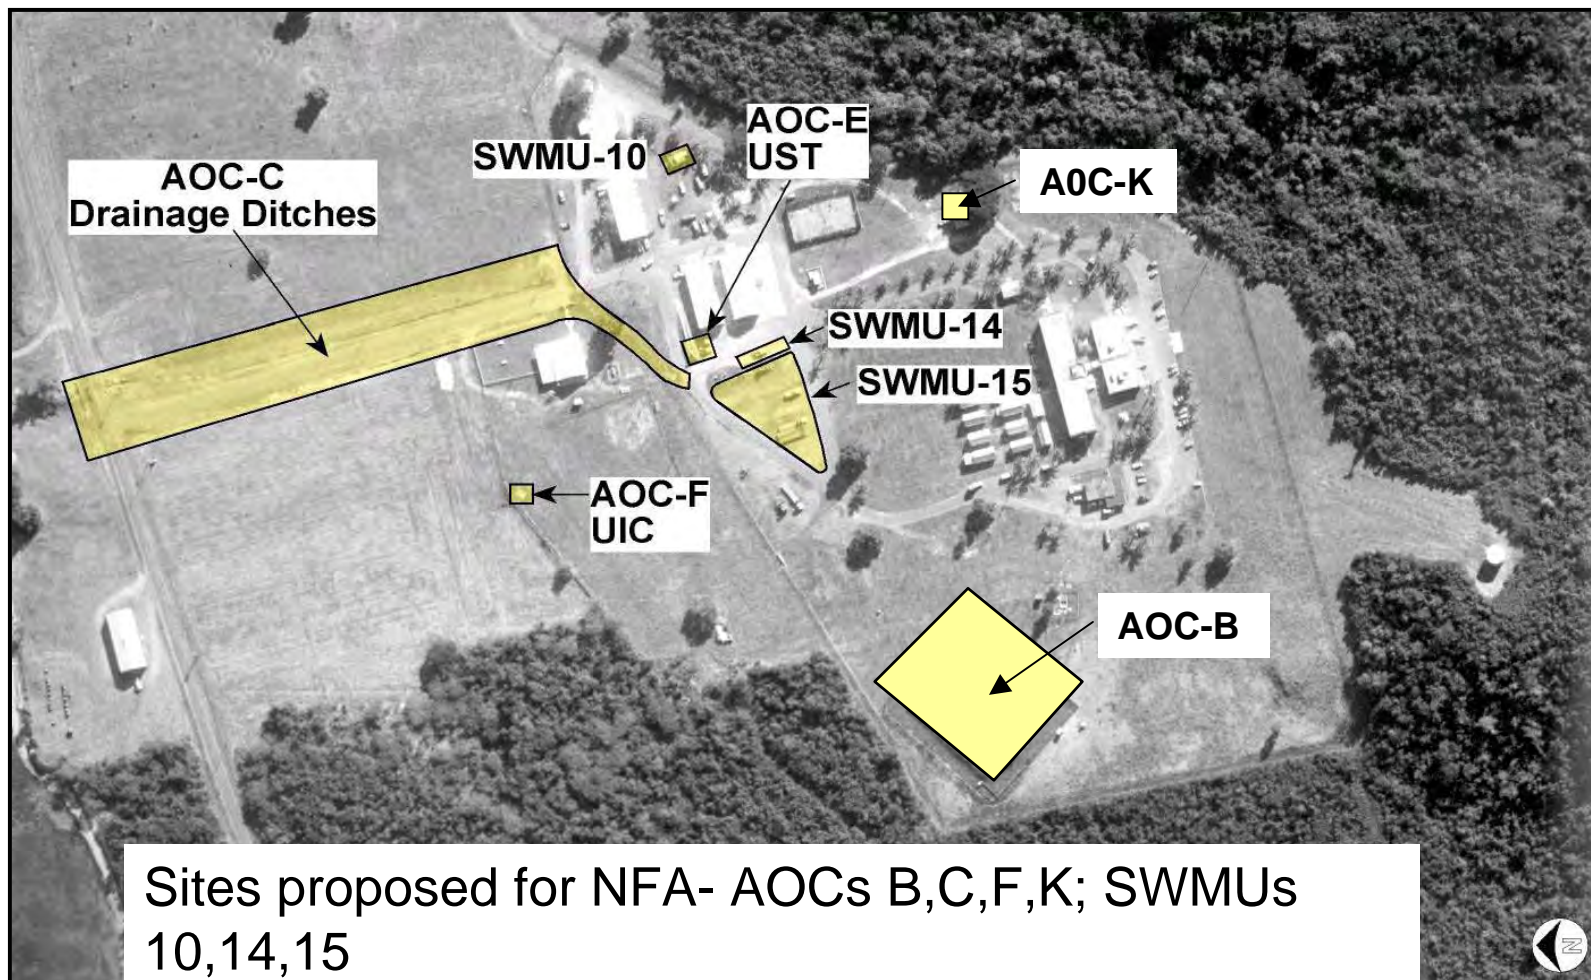 AOC-C
Drainage Ditches
SWMU-10
AOC-E
UST
A0C-K
SWMU-14
SWMU-15
AOC-F
UIC
AOC-B
Sites proposed for NFA- AOCs B,C,F,K; SWMUs
10,14,15
N